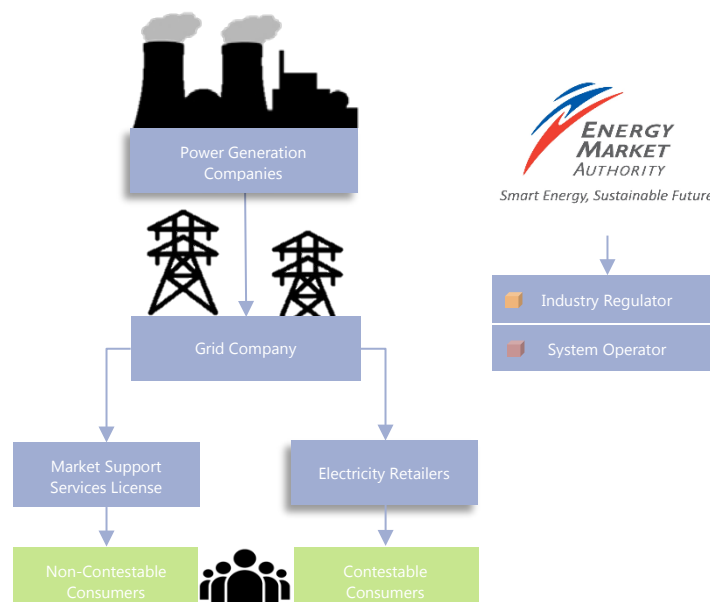 Power Generation
Companies
ENERGY
MARKET
AUTHORITY
Smart Energy, Sustainable Future
Grid Company
Industry Regulator
System Operator
Market Support
Services License
Electricity Retailers
Non-Contestable
Consumers
Contestable
Consumers